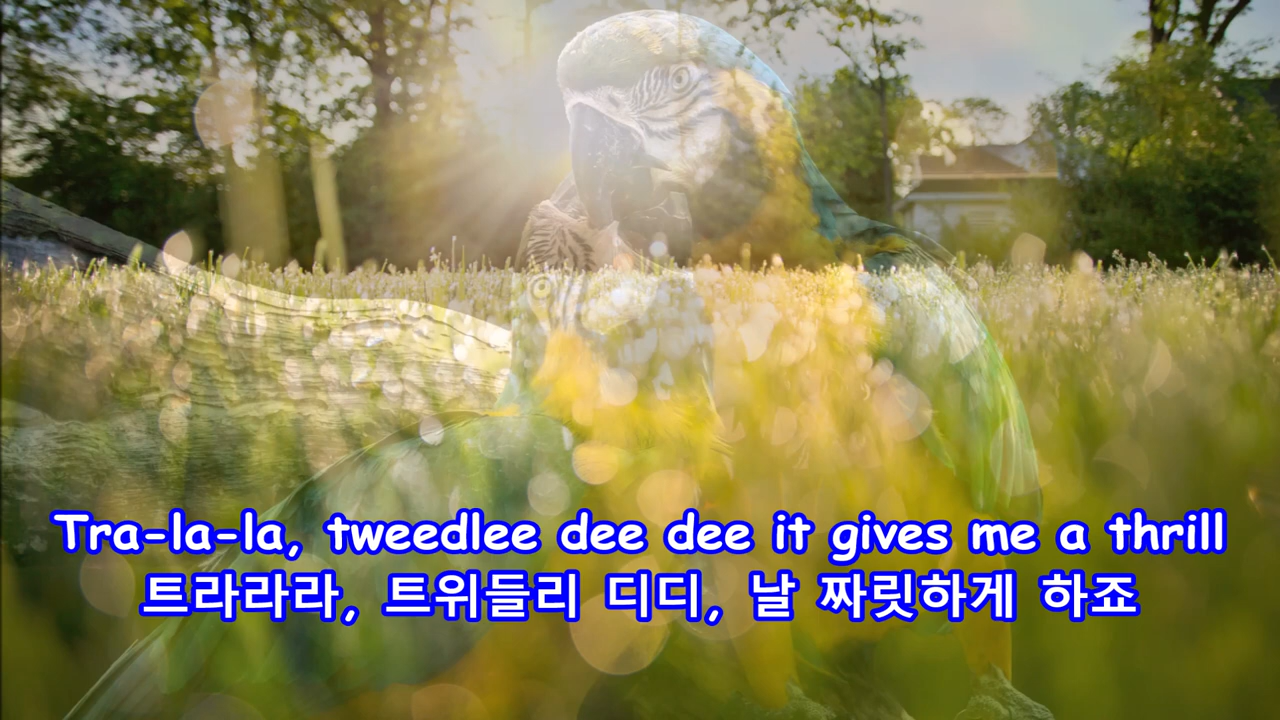 Tra-la-la, tweedlee dee dee it gives me a thrill
트라라라, 트위들리 디디, 날 짜릿하게 하죠